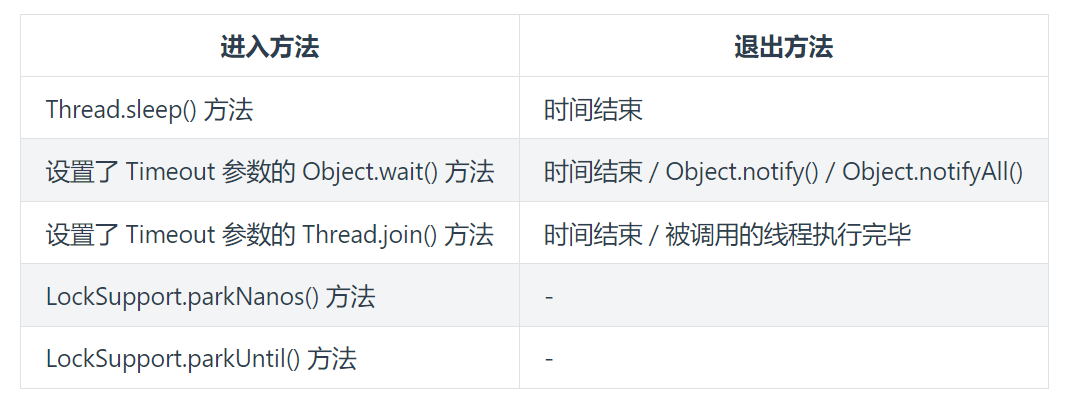 进入方法 退出方法
Thread.sleep() 方法 时间结束
设置了 Timeout 参数的 Object.wait() 方法 时间结束 / Object.notify() / Object.notifyAll()
设置了 Timeout 参数的 Thread.join() 方法 时间结束 / 被调用的线程执行完毕
LockSupport.parkNanos() 方法 -
LockSupport.parkUntil() 方法 -